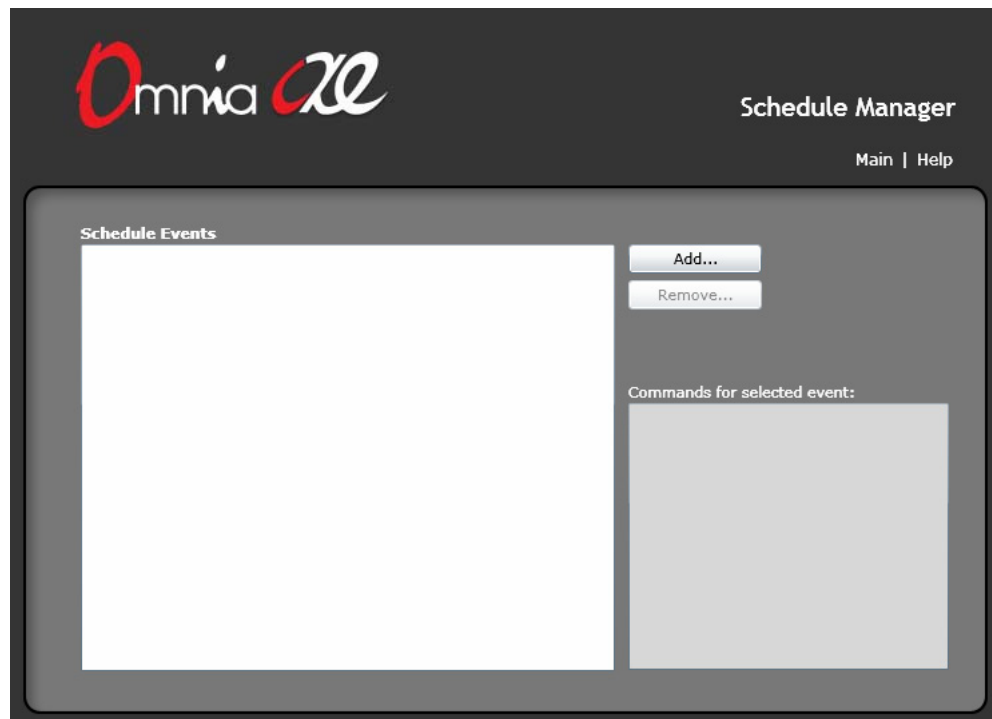 Omnia axe
Schedule Manager
Main | Help
Schedule Events
Add...
Remove...
Commands for selected event: